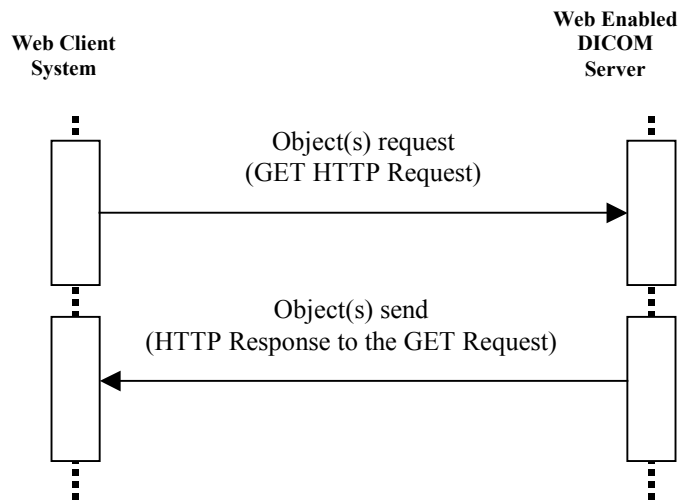 Web Client
System
Web Enabled
DICOM
Server
Object(s) request
(GET HTTP Request)
Object(s) send
(HTTP Response to the GET Request)